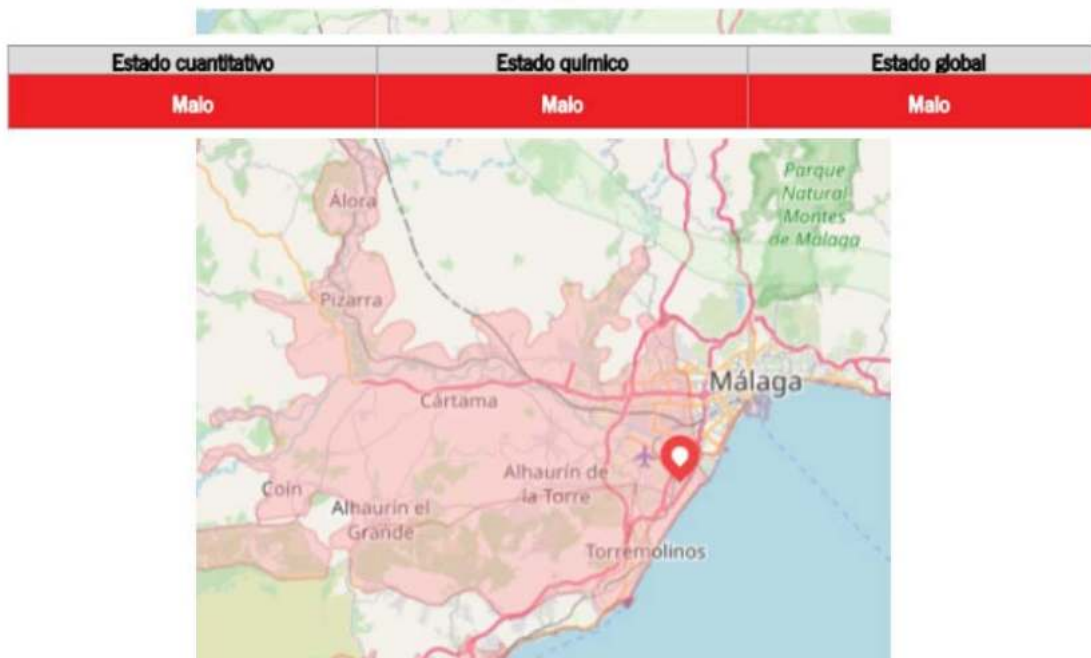 Estado cuantitativo Estado químico Estado global
Malo Malo Malo
Parque
Natural
Montes
de Malaga
Álora
Pizarra
Málaga
Cártama
Alhaurín de
la Torre
Coín
Alhaurín el
Grande
Torremolinos